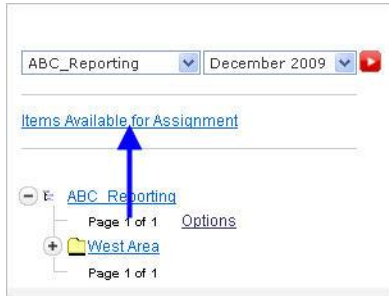 ABC_Reporting December 2009
Items Available for Assignment
ABC_Reporting
Page 1 of 1 Options
West Area
Page 1 of 1